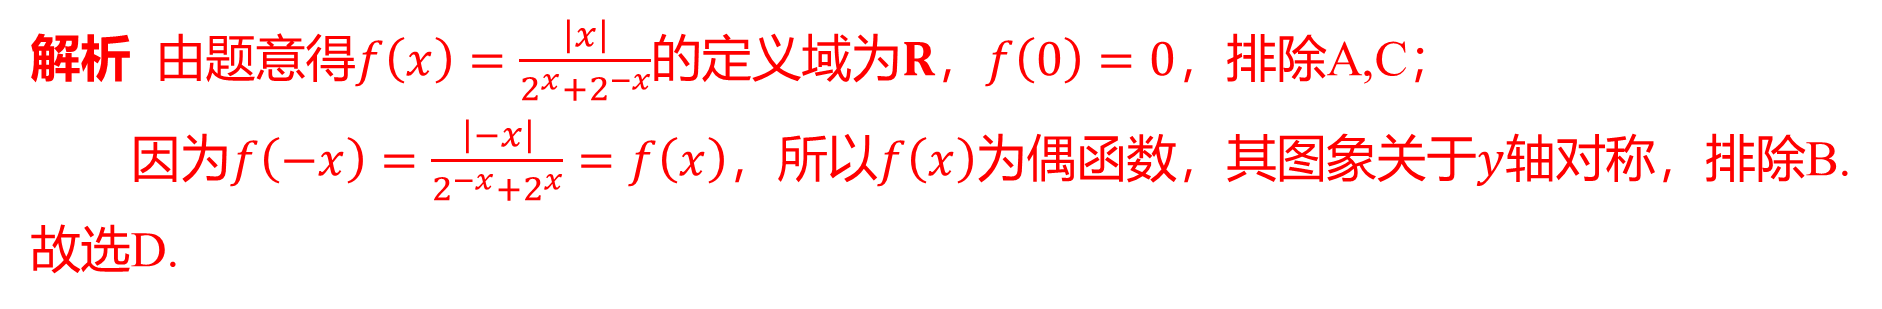 解析 由题意得f(x) = |x|/(2^x+2^−x)的定义域为R，f(0) = 0，排除A,C；
因为f(−x) = |−x|/(2^−x+2^x) = f(x)，所以f(x)为偶函数，其图象关于y轴对称，排除B.
故选D.